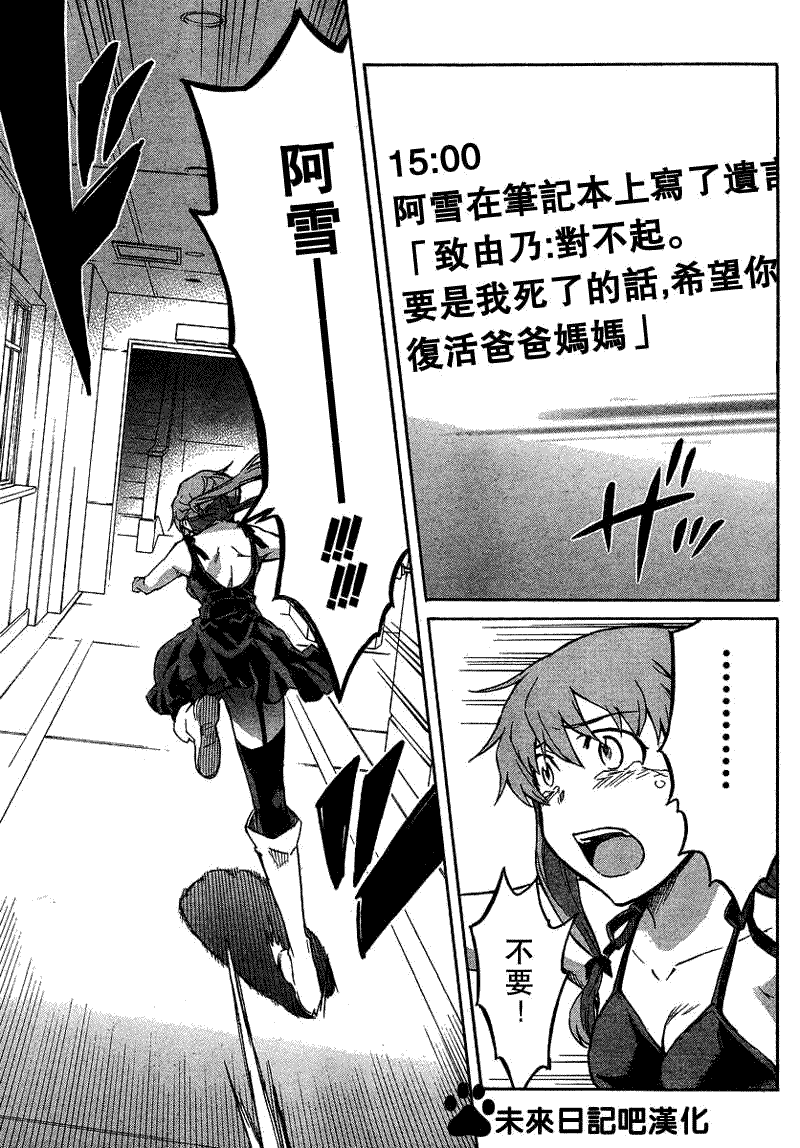 15:00
阿雪在筆記本上寫了遺言
「致由乃:對不起。
要是我死了的話,希望你
復活爸爸媽媽」
ザッ
………
不要！
阿雪——
!!!
!!!
未來日記吧漢化